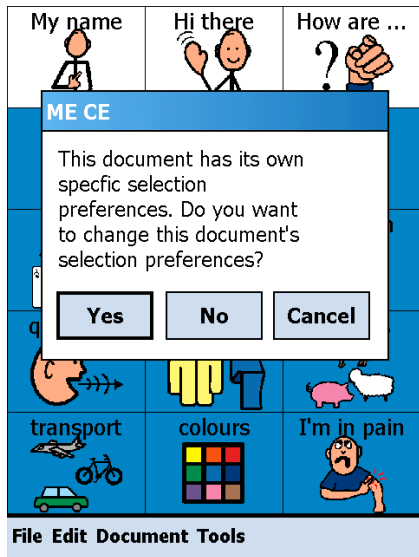 My name
Hi there
How are ...
ME CE
This document has its own
specfic selection
preferences. Do you want
to change this document's
selection preferences?
Yes
No
Cancel
transport
colours
I'm in pain
File Edit Document Tools